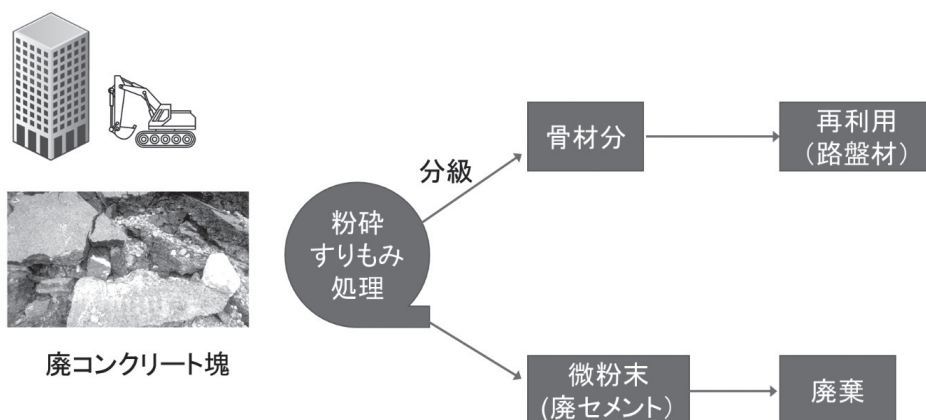 廃コンクリート塊
粉砕
すりもみ
処理
分級
骨材分
再利用
（路盤材）
微粉末
(廃セメント）
廃棄